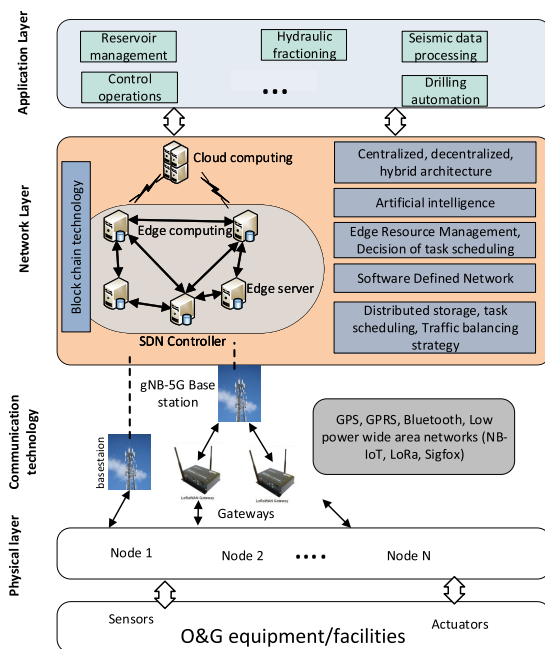 Application Layer
Reservoir
management
Hydraulic
fractioning
Seismic data
processing
Control
operations
...
Drilling
automation
Network Layer
Block chain technology
Cloud computing
Edge computing
Edge server
SDN Controller
Centralized, decentralized,
hybrid architecture
Artificial intelligence
Edge Resource Management,
Decision of task scheduling
Software Defined Network
Distributed storage, task
scheduling, Traffic balancing
strategy
Communication
technology
gNB-5G Base
station
basestaion
LoRaWAN Gateway
LoRaWAN Gateway
Gateways
GPS, GPRS, Bluetooth, Low
power wide area networks (NB-
IoT, LoRa, Sigfox)
Physical layer
Node 1
Node 2
....
Node N
Sensors
Actuators
O&G equipment/facilities